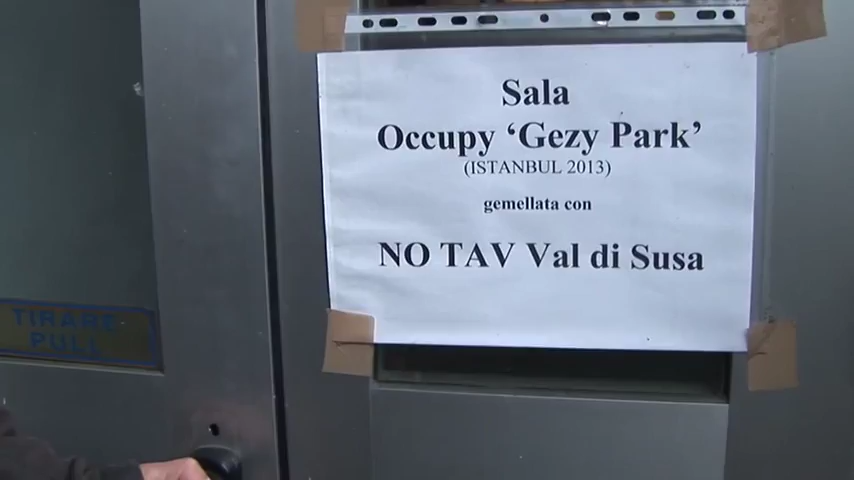 Sala
Occupy ‘Gezy Park’
(ISTANBUL 2013)
gemellata con
NO TAV Val di Susa
TIRARE
PULL